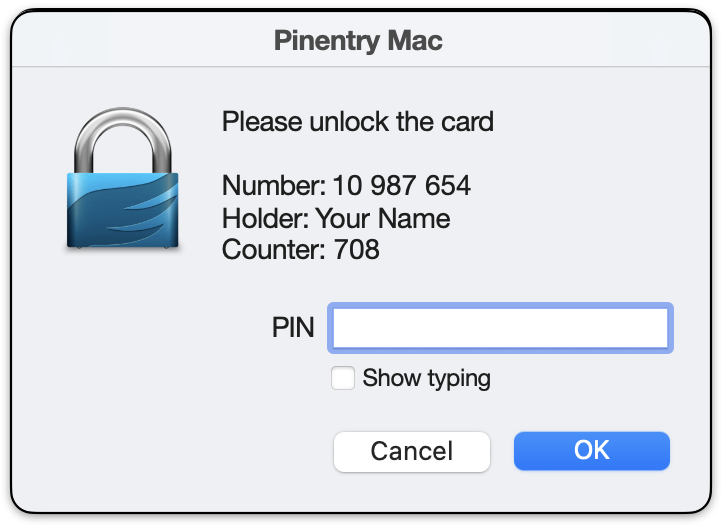 Pinentry Mac
Please unlock the card
Number: 10 987 654
Holder: Your Name
Counter: 708
PIN
Show typing
Cancel
OK